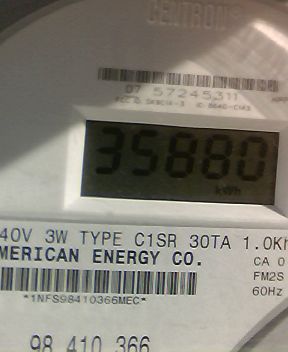 CENTRON®
07 57245311
35880
kWh
40V 3W TYPE C1SR 30TA 1.0Kh
MERICAN ENERGY CO.
CA 0
FM2S
*1NFS98410366MEC*
60Hz
98 410 366